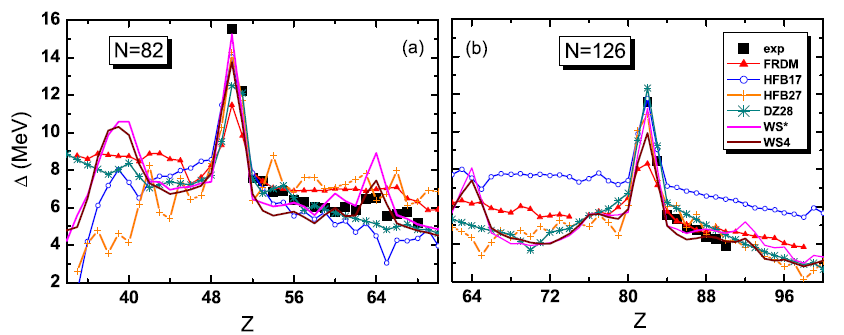 16
14
12
10
8
6
4
2
Δ (MeV)
N=82
(a)
40
48
56
64
Z
(b)
N=126
exp
FRDM
HFB17
HFB27
DZ28
WS*
WS4
64
72
80
88
96
Z